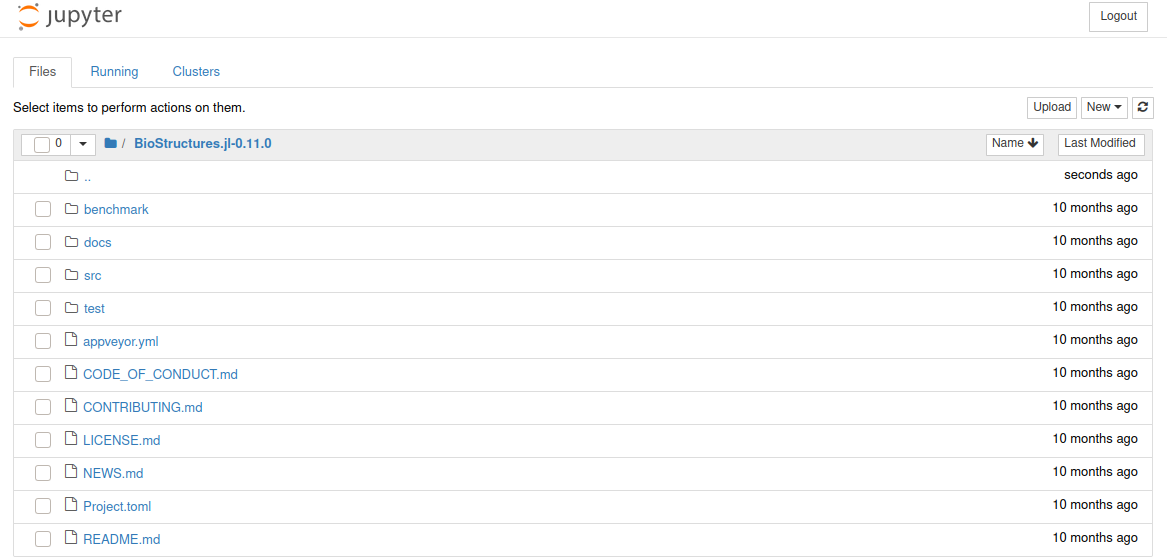 jupyter
Logout
Files Running Clusters
Select items to perform actions on them.
Upload New
0 / BioStructures.jl-0.11.0 Name Last Modified
.. seconds ago
benchmark 10 months ago
docs 10 months ago
src 10 months ago
test 10 months ago
appveyor.yml 10 months ago
CODE_OF_CONDUCT.md 10 months ago
CONTRIBUTING.md 10 months ago
LICENSE.md 10 months ago
NEWS.md 10 months ago
Project.toml 10 months ago
README.md 10 months ago